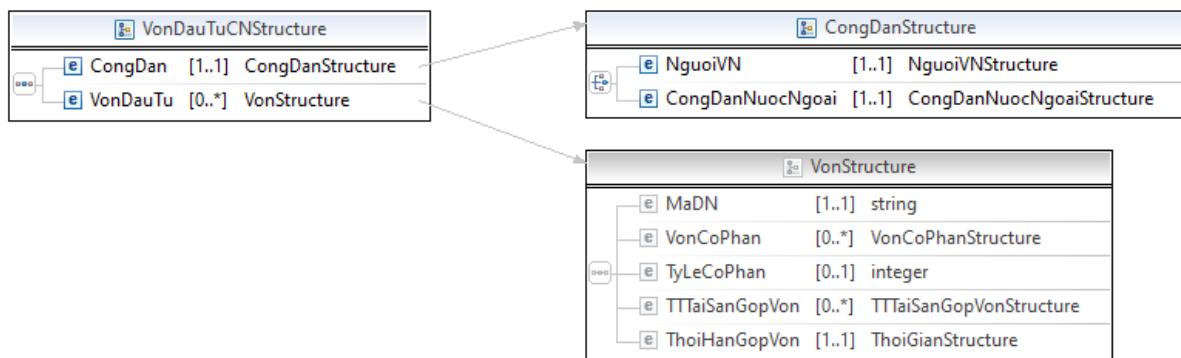 VonDauTuCNStructure
e CongDan [1..1] CongDanStructure
e VonDauTu [0..*] VonStructure
CongDanStructure
e NguoiVN [1..1] NguoiVNStructure
e CongDanNuocNgoai [1..1] CongDanNuocNgoaiStructure
VonStructure
e MaDN [1..1] string
e VonCoPhan [0..*] VonCoPhanStructure
e TyLeCoPhan [0..1] integer
e TTTaiSanGopVon [0..*] TTTaiSanGopVonStructure
e ThoiHanGopVon [1..1] ThoiGianStructure